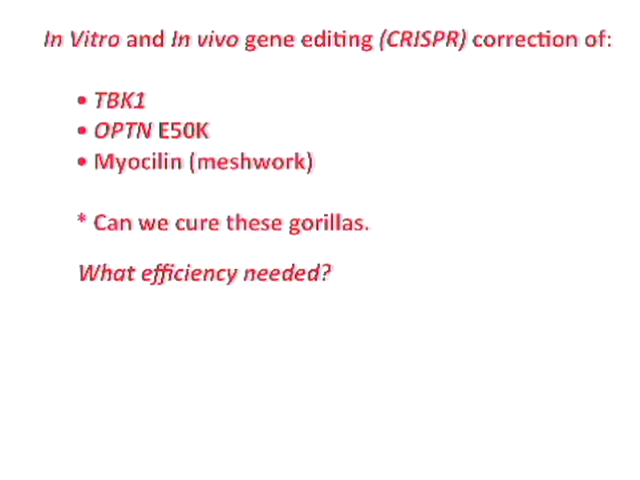 In Vitro and In vivo gene editing (CRISPR) correction of:
• TBK1
• OPTN E50K
• Myocilin (meshwork)
* Can we cure these gorillas.
What efficiency needed?